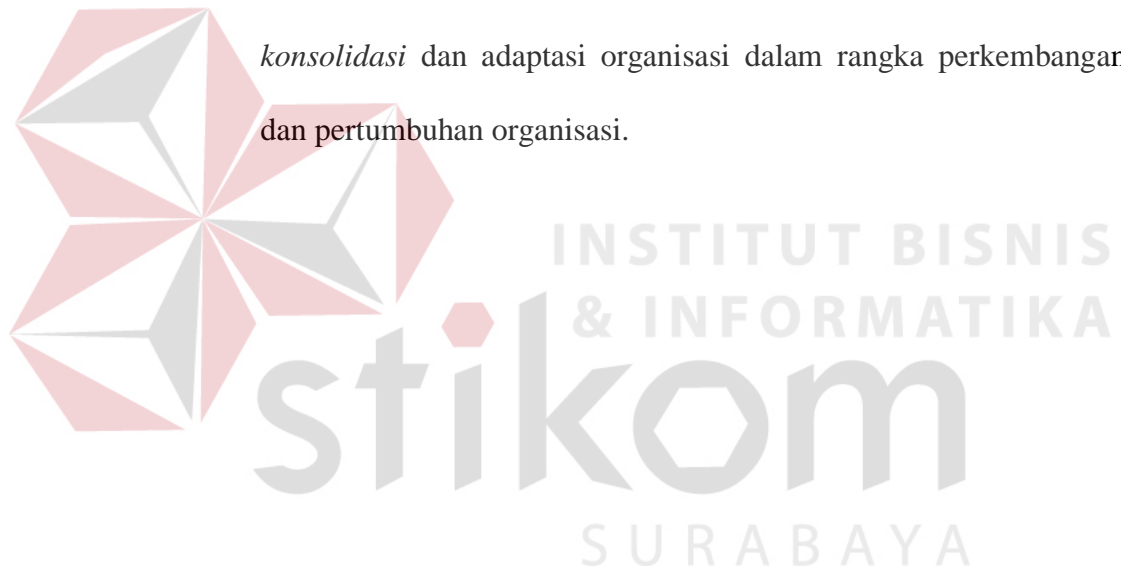 konsolidasi dan adaptasi organisasi dalam rangka perkembangan
dan pertumbuhan organisasi.
INSTITUT BISNIS
& INFORMATIKA
stikom
SURABAYA